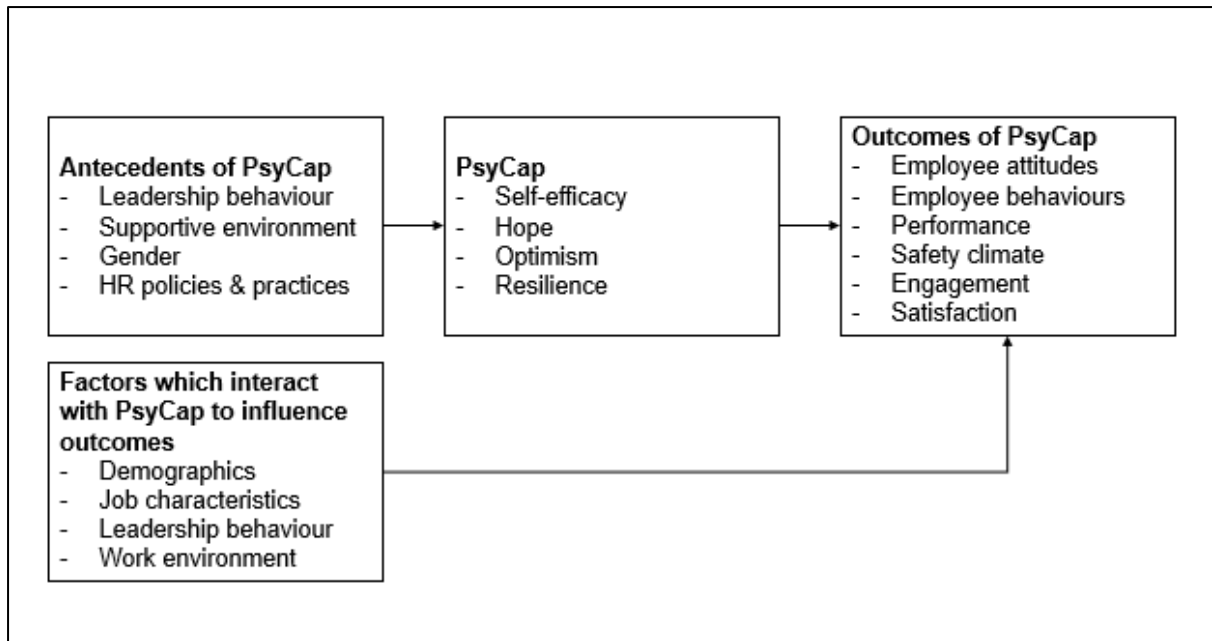 Antecedents of PsyCap
- Leadership behaviour
- Supportive environment
- Gender
- HR policies & practices
PsyCap
- Self-efficacy
- Hope
- Optimism
- Resilience
Outcomes of PsyCap
- Employee attitudes
- Employee behaviours
- Performance
- Safety climate
- Engagement
- Satisfaction
Factors which interact
with PsyCap to influence
outcomes
- Demographics
- Job characteristics
- Leadership behaviour
- Work environment